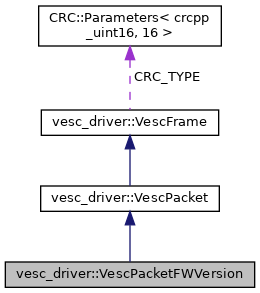 CRC::Parameters< crcpp
_uint16, 16 >
CRC_TYPE
vesc_driver::VescFrame
vesc_driver::VescPacket
vesc_driver::VescPacketFWVersion